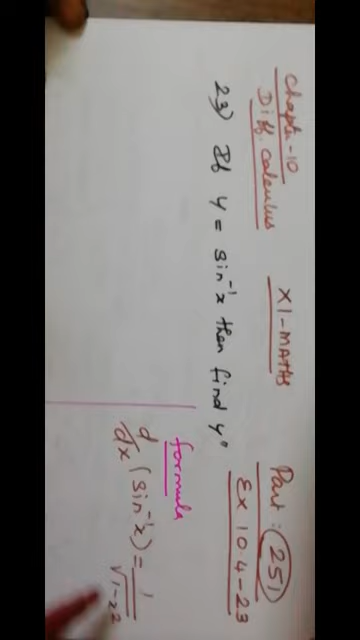 Chapter-10
Diff. calculus
XI-MATHS
Part: 251
Ex 10.4-23
23) If y = sin⁻¹x then find y"
formula
d/dx (sin⁻¹x) = 1/√1-x²